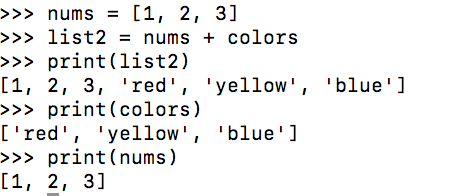 >>> nums = [1, 2, 3]
>>> list2 = nums + colors
>>> print(list2)
[1, 2, 3, 'red', 'yellow', 'blue']
>>> print(colors)
['red', 'yellow', 'blue']
>>> print(nums)
[1, 2, 3]